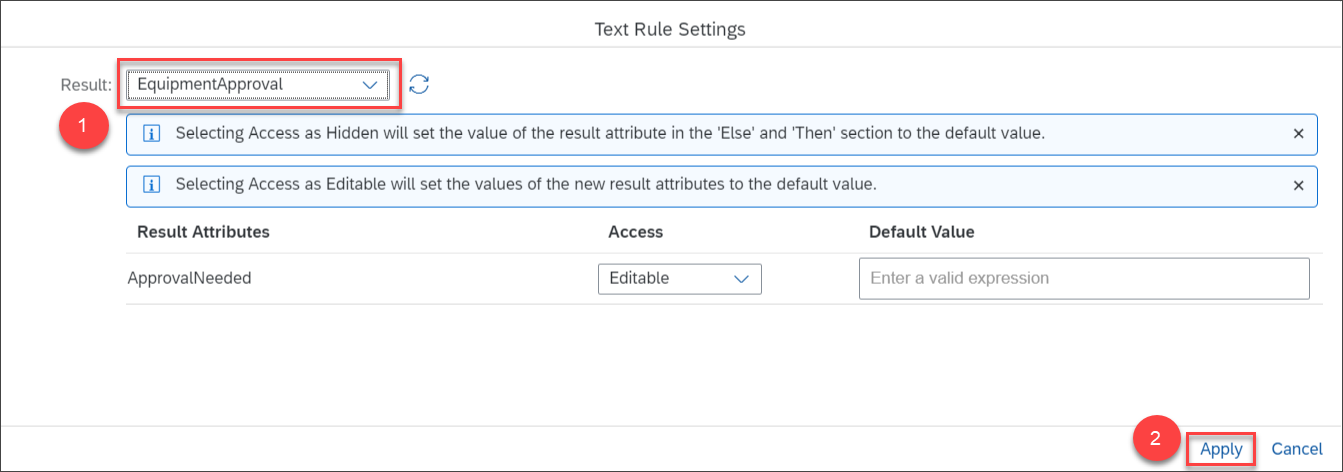 Text Rule Settings
Result: EquipmentApproval
1
Selecting Access as Hidden will set the value of the result attribute in the 'Else' and 'Then' section to the default value.
Selecting Access as Editable will set the values of the new result attributes to the default value.
Result Attributes Access Default Value
ApprovalNeeded Editable Enter a valid expression
2 Apply Cancel